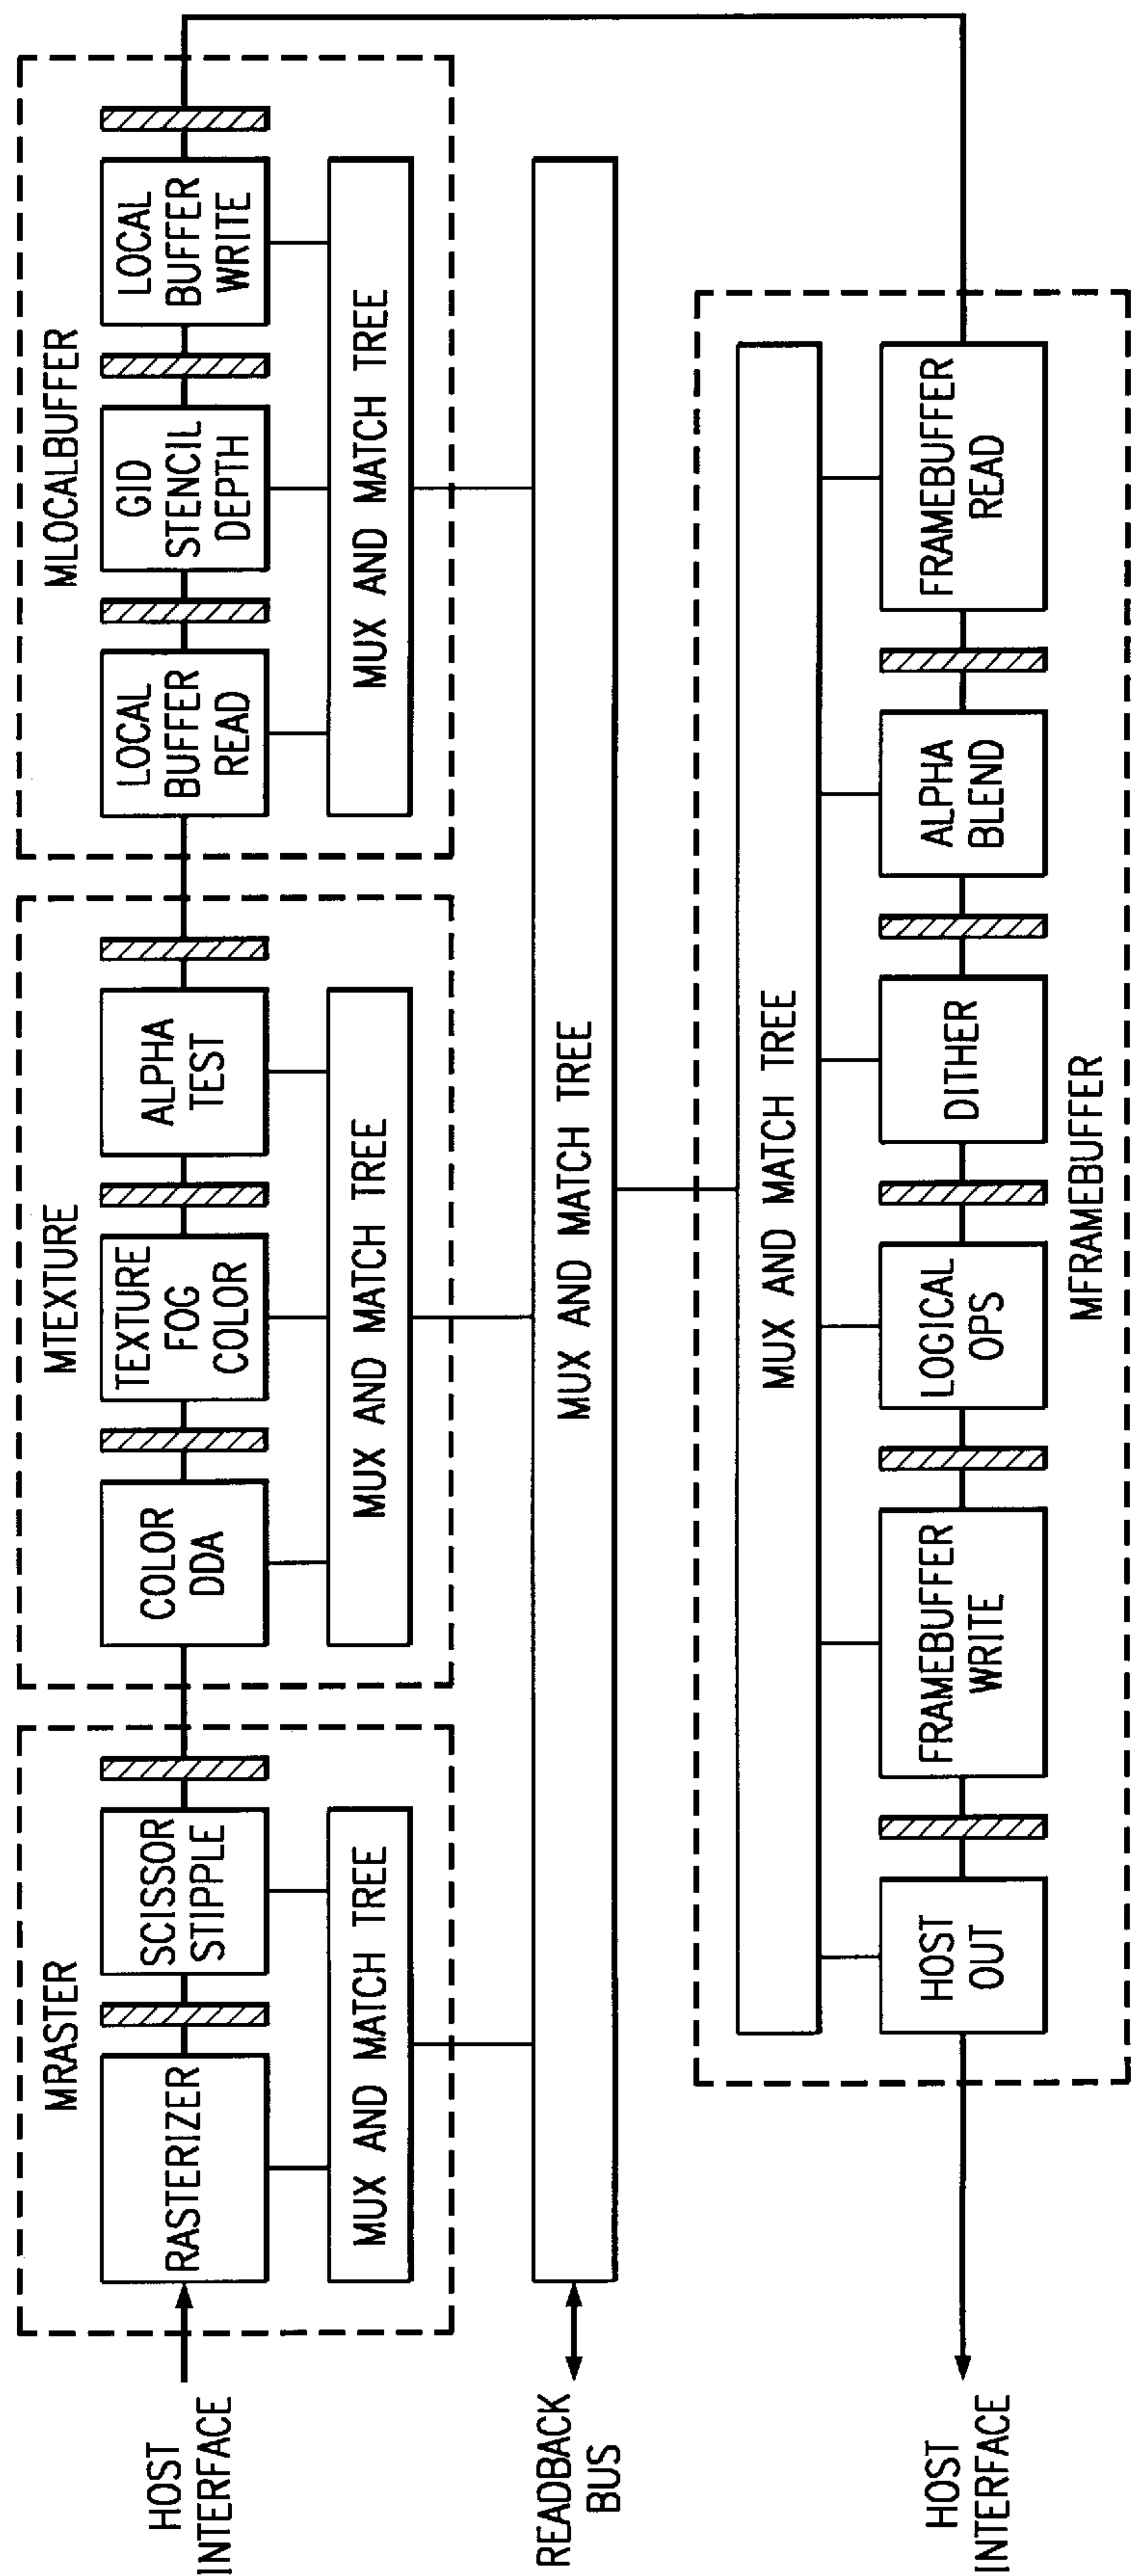 MRASTER
MTEXTURE
MLOCALBUFFER
HOST
INTERFACE
RASTERIZER
SCISSOR
STIPPLE
COLOR
DDA
TEXTURE
FOG
COLOR
ALPHA
TEST
LOCAL
BUFFER
READ
GID
STENCIL
DEPTH
LOCAL
BUFFER
WRITE
MUX AND MATCH TREE
MUX AND MATCH TREE
MUX AND MATCH TREE
READBACK
BUS
MUX AND MATCH TREE
MUX AND MATCH TREE
HOST
INTERFACE
HOST
OUT
FRAMEBUFFER
WRITE
LOGICAL
OPS
DITHER
ALPHA
BLEND
FRAMEBUFFER
READ
MFRAMEBUFFER